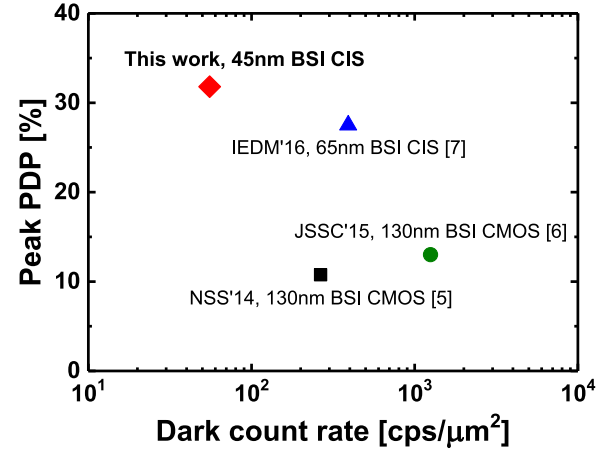 40
This work, 45nm BSI CIS
30
IEDM'16, 65nm BSI CIS [7]
Peak PDP [%]
20
JSSC'15, 130nm BSI CMOS [6]
10
NSS'14, 130nm BSI CMOS [5]
0
10¹ 10² 10³ 10⁴
Dark count rate [cps/μm²]